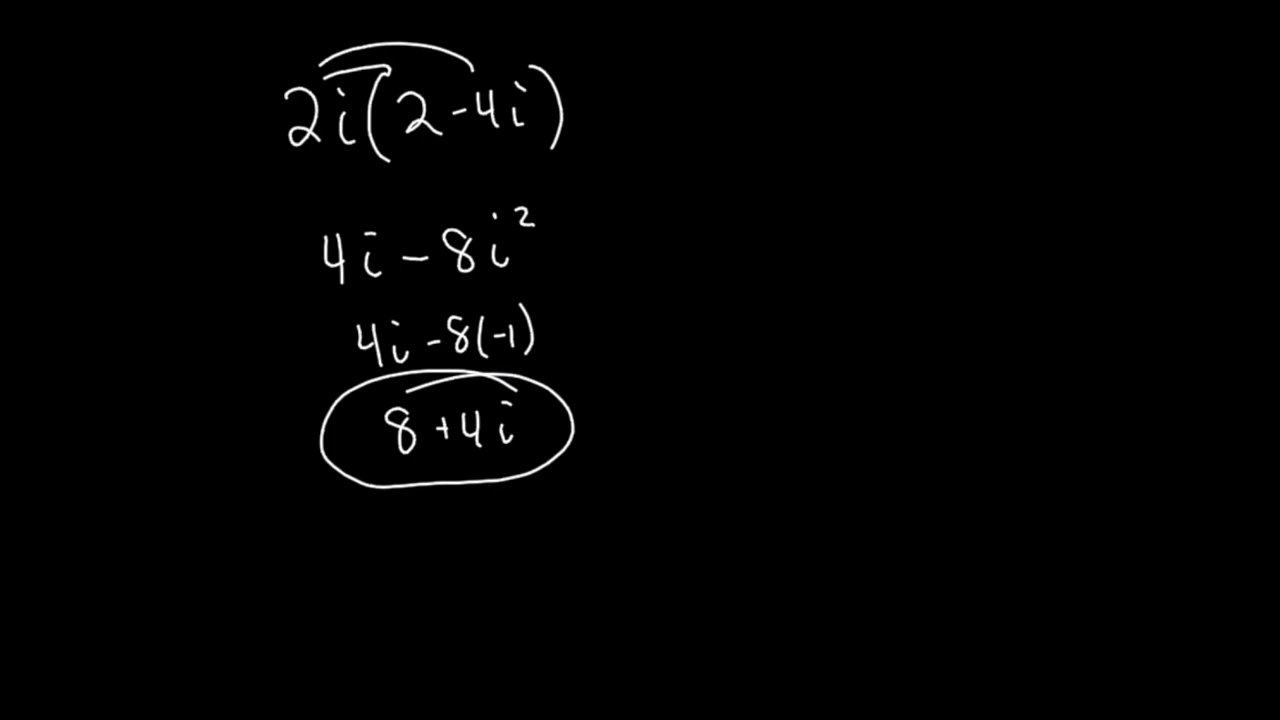 2i(2-4i)
4i - 8i²
4i - 8(-1)
8 + 4i